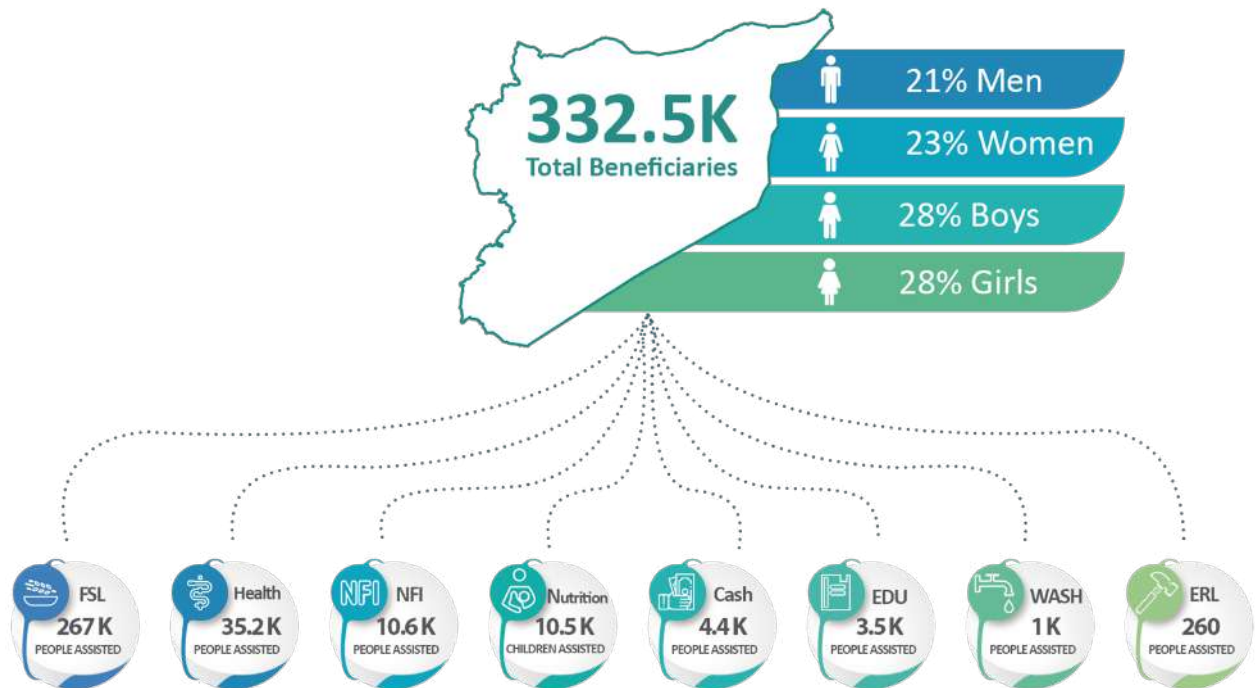 332.5K
Total Beneficiaries
21% Men
23% Women
28% Boys
28% Girls
FSL
267 K
PEOPLE ASSISTED
Health
35.2 K
PEOPLE ASSISTED
NFI
NFI
10.6 K
PEOPLE ASSISTED
Nutrition
10.5 K
CHILDREN ASSISTED
Cash
4.4 K
PEOPLE ASSISTED
EDU
3.5 K
PEOPLE ASSISTED
WASH
1 K
PEOPLE ASSISTED
ERL
260
PEOPLE ASSISTED